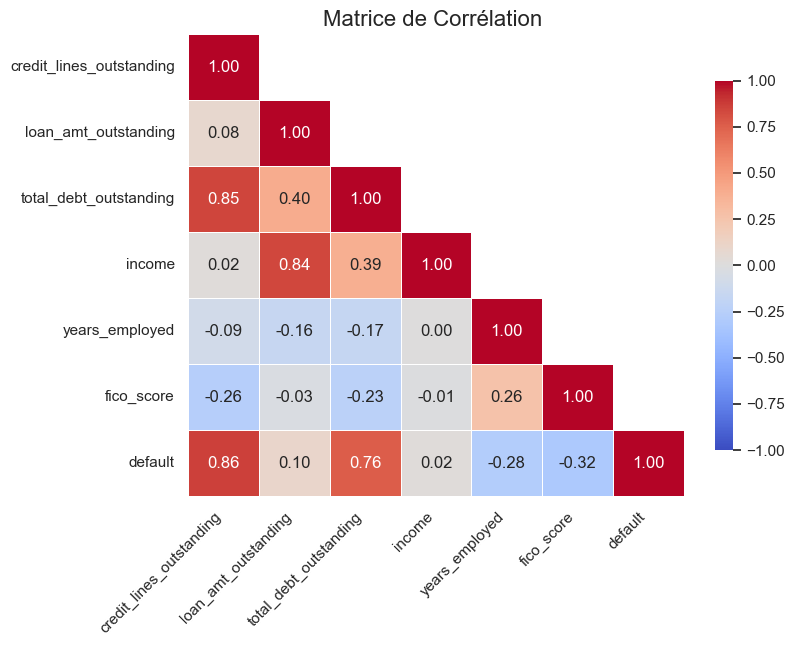 Matrice de Corrélation
credit_lines_outstanding 1.00
loan_amt_outstanding 0.08 1.00
total_debt_outstanding 0.85 0.40 1.00
income 0.02 0.84 0.39 1.00
years_employed -0.09 -0.16 -0.17 0.00 1.00
fico_score -0.26 -0.03 -0.23 -0.01 0.26 1.00
default 0.86 0.10 0.76 0.02 -0.28 -0.32 1.00
credit_lines_outstanding
loan_amt_outstanding
total_debt_outstanding
income
years_employed
fico_score
default
1.00
0.75
0.50
0.25
0.00
−0.25
−0.50
−0.75
−1.00